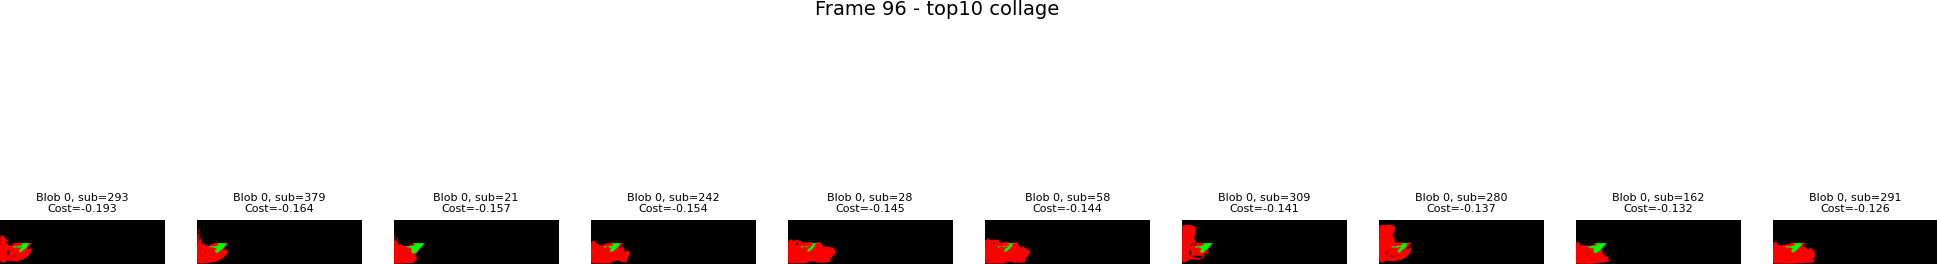 Frame 96 - top10 collage
Blob 0, sub=293
Cost=-0.193
Blob 0, sub=379
Cost=-0.164
Blob 0, sub=21
Cost=-0.157
Blob 0, sub=242
Cost=-0.154
Blob 0, sub=28
Cost=-0.145
Blob 0, sub=58
Cost=-0.144
Blob 0, sub=309
Cost=-0.141
Blob 0, sub=280
Cost=-0.137
Blob 0, sub=162
Cost=-0.132
Blob 0, sub=291
Cost=-0.126